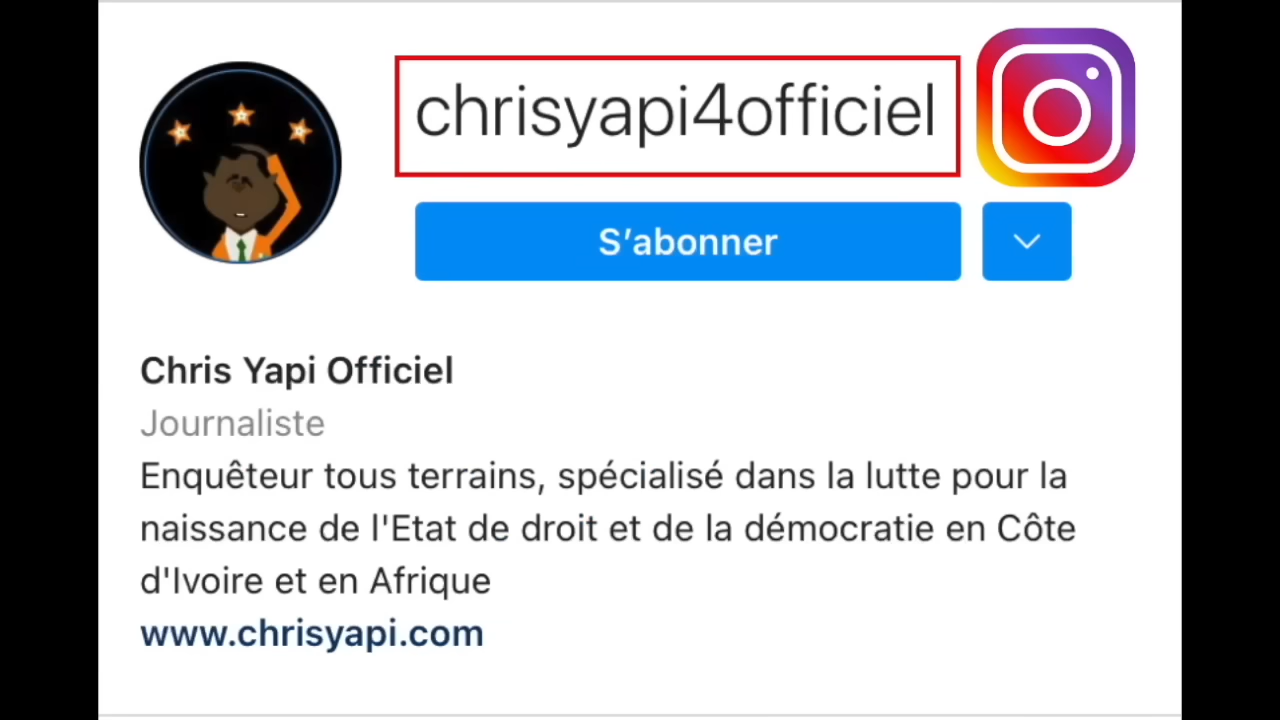 chrisyapi4officiel
S'abonner
Chris Yapi Officiel
Journaliste
Enquêteur tous terrains, spécialisé dans la lutte pour la
naissance de l'Etat de droit et de la démocratie en Côte
d'Ivoire et en Afrique
www.chrisyapi.com